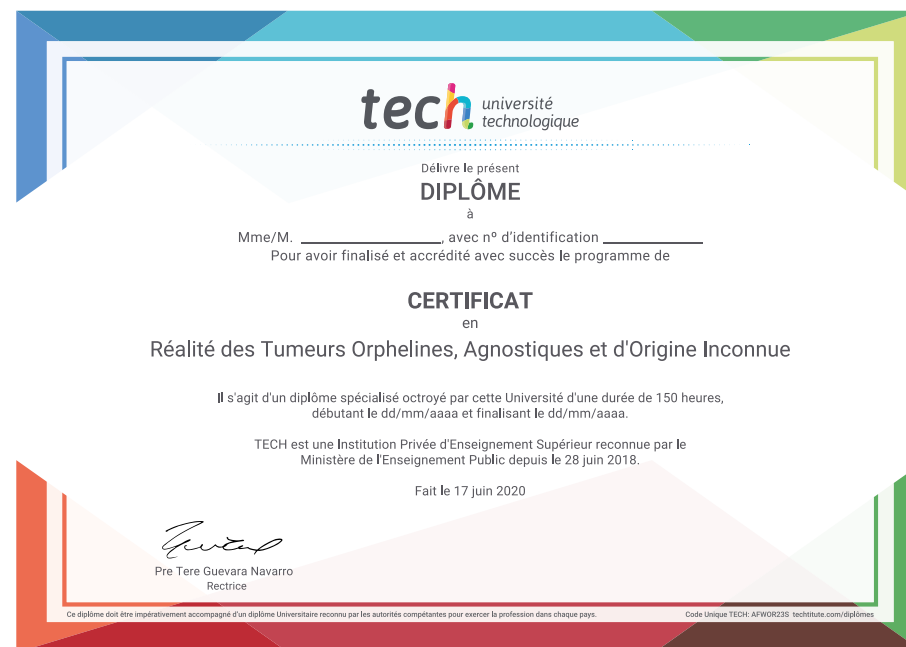 tech université
technologique
Délivre le présent
DIPLÔME
à
Mme/M. ____________________, avec nº d'identification ______________
Pour avoir finalisé et accrédité avec succès le programme de
CERTIFICAT
en
Réalité des Tumeurs Orphelines, Agnostiques et d'Origine Inconnue
Il s'agit d'un diplôme spécialisé octroyé par cette Université d'une durée de 150 heures,
débutant le dd/mm/aaaa et finalisant le dd/mm/aaaa.
TECH est une Institution Privée d'Enseignement Supérieur reconnue par le
Ministère de l'Enseignement Public depuis le 28 juin 2018.
Fait le 17 juin 2020
Pre Tere Guevara Navarro
Rectrice
Ce diplôme doit être impérativement accompagné d'un diplôme Universitaire reconnu par les autorités compétantes pour exercer la profession dans chaque pays.
Code Unique TECH: AFWOR23S techtitute.com/diplômes